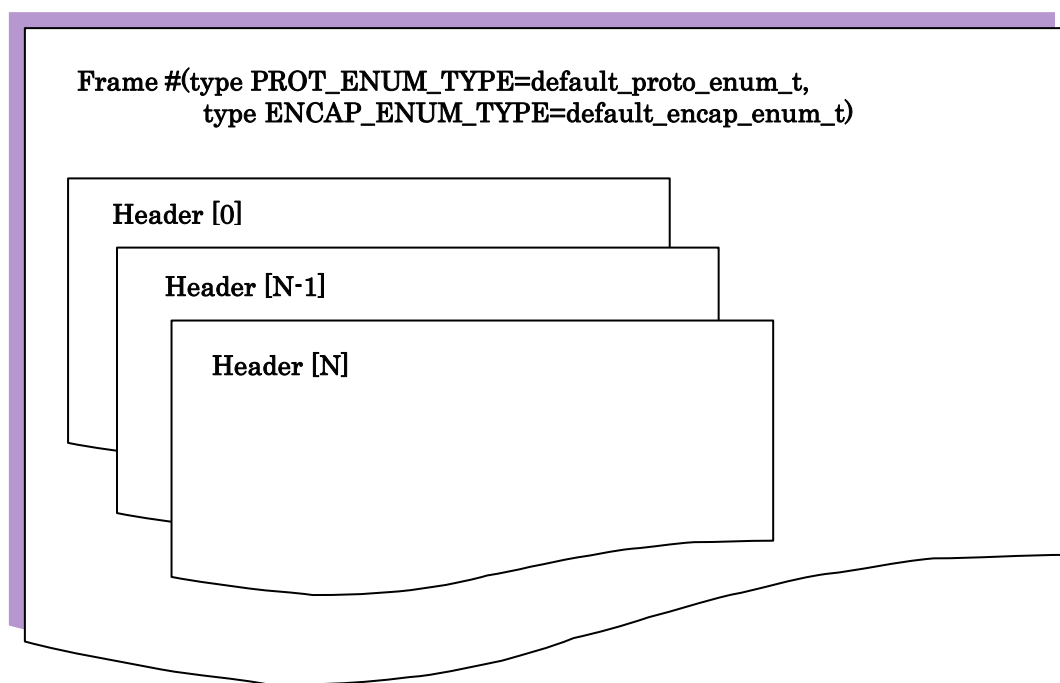 Frame #(type PROT_ENUM_TYPE=default_proto_enum_t,
type ENCAP_ENUM_TYPE=default_encap_enum_t)
Header [0]
Header [N-1]
Header [N]